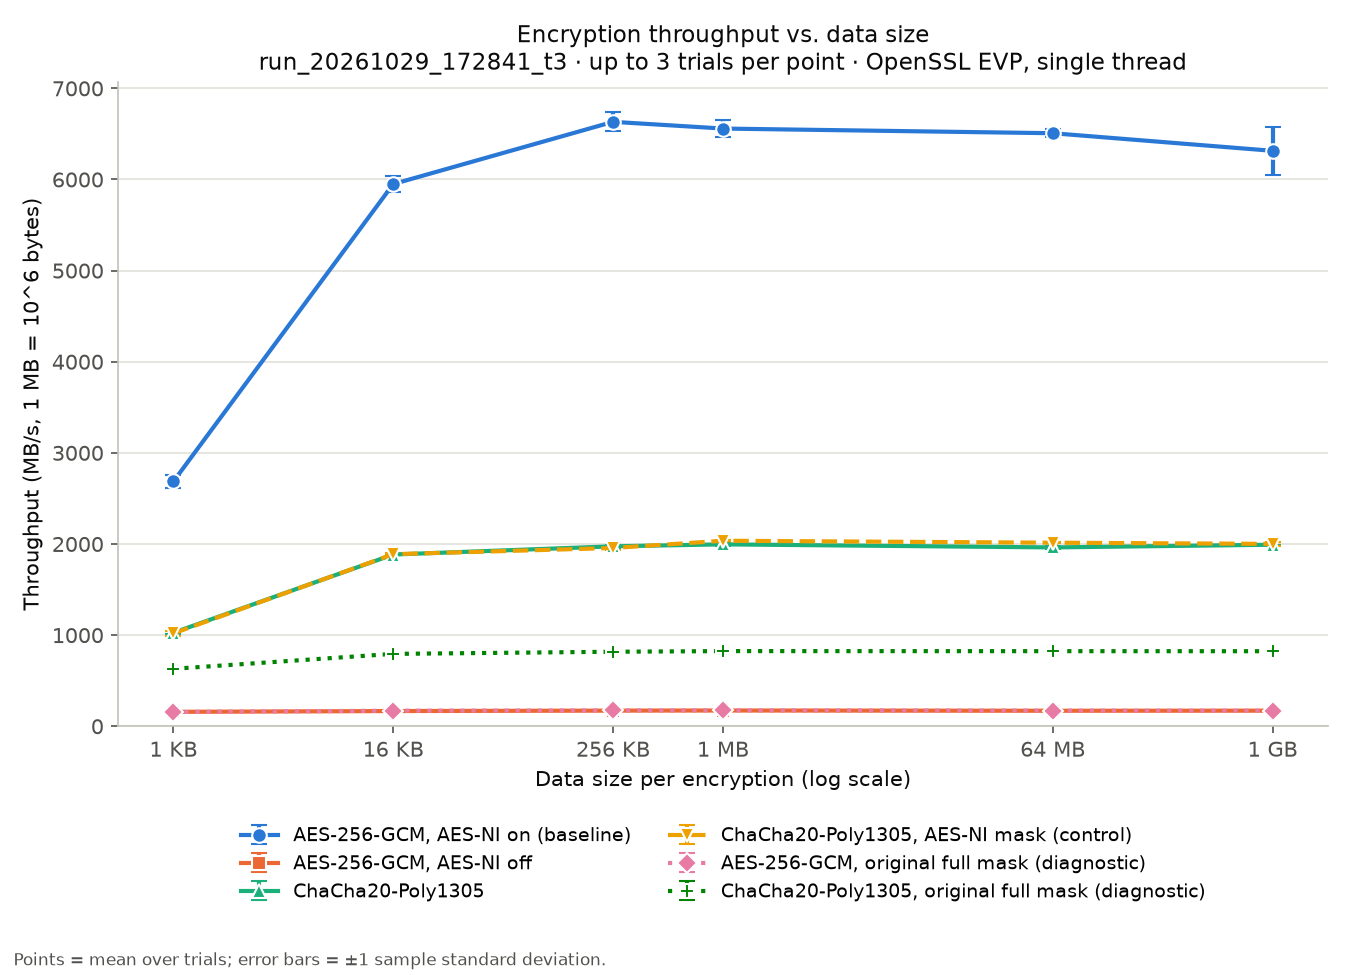 Encryption throughput vs. data size
run_20261029_172841_t3 · up to 3 trials per point · OpenSSL EVP, single thread
Throughput (MB/s, 1 MB = 10^6 bytes)
7000
6000
5000
4000
3000
2000
1000
0
1 KB
16 KB
256 KB
1 MB
64 MB
1 GB
Data size per encryption (log scale)
AES-256-GCM, AES-NI on (baseline)
AES-256-GCM, AES-NI off
ChaCha20-Poly1305
ChaCha20-Poly1305, AES-NI mask (control)
AES-256-GCM, original full mask (diagnostic)
ChaCha20-Poly1305, original full mask (diagnostic)
Points = mean over trials; error bars = ±1 sample standard deviation.